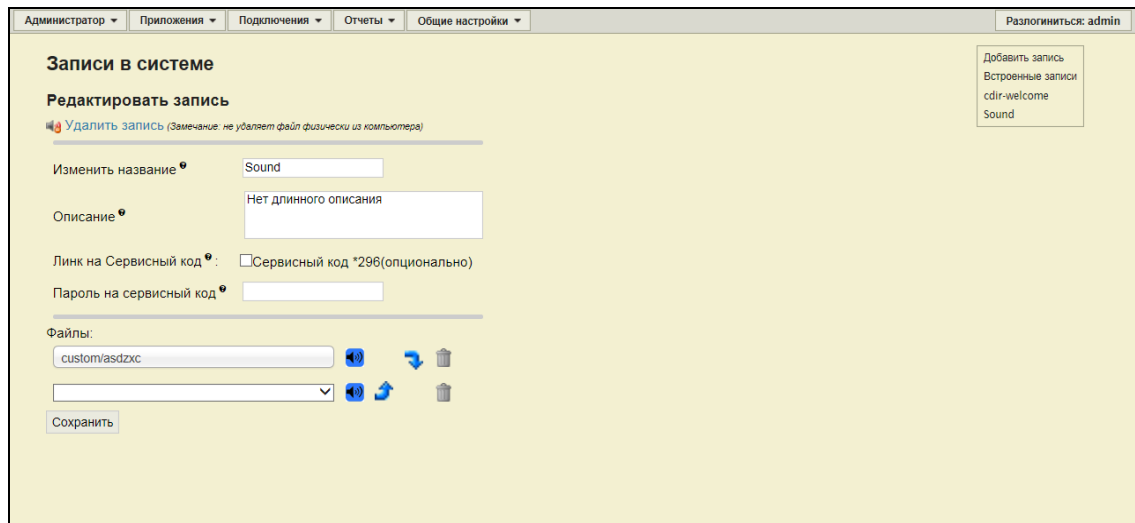 Администратор Приложения Подключения Отчеты Общие настройки Разлогиниться: admin
Записи в системе
Редактировать запись
Удалить запись (Замечание: не удаляет файл физически из компьютера)
Изменить название Sound
Описание Нет длинного описания
Линк на Сервисный код : Сервисный код *296(опционально)
Пароль на сервисный код
Файлы:
custom/asdzxc
Сохранить
Добавить запись
Встроенные записи
cdir-welcome
Sound